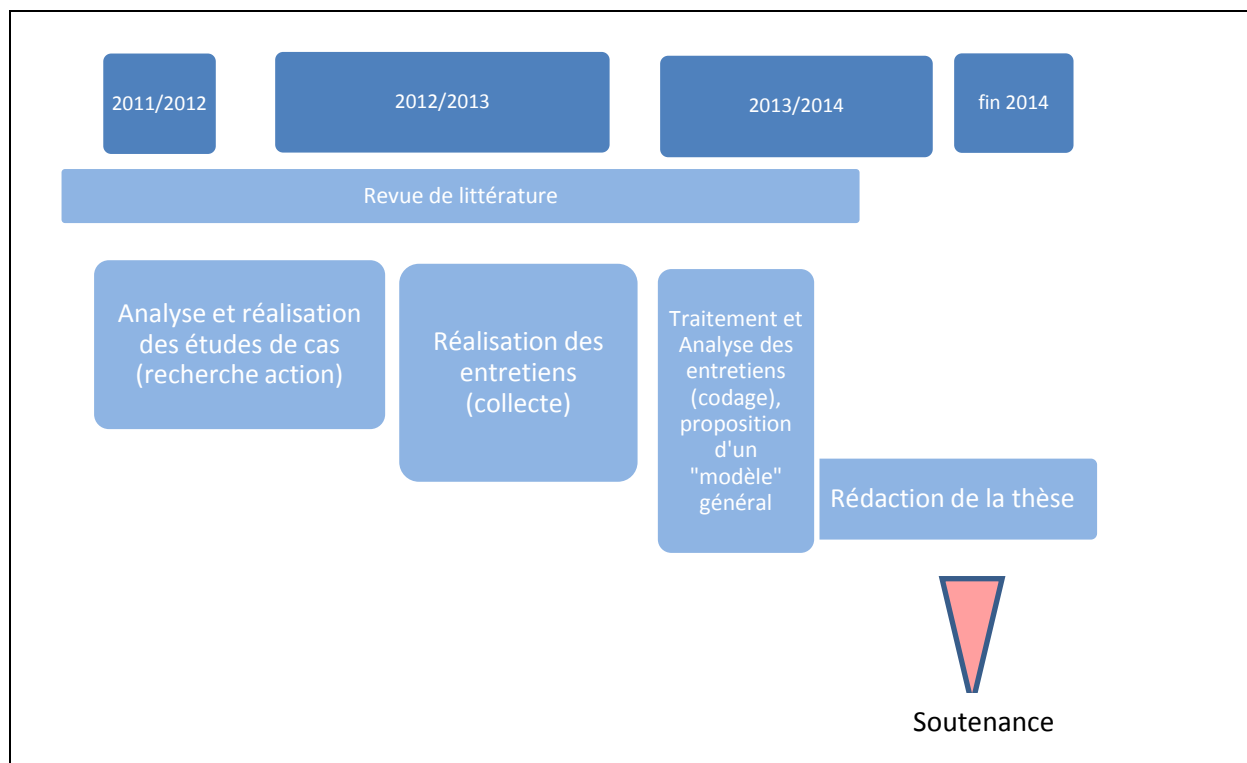 2011/2012
2012/2013
2013/2014
fin 2014
Revue de littérature
Analyse et réalisation
des études de cas
(recherche action)
Réalisation des
entretiens
(collecte)
Traitement et
Analyse des
entretiens
(codage),
proposition
d'un
"modèle"
général
Rédaction de la thèse
Soutenance